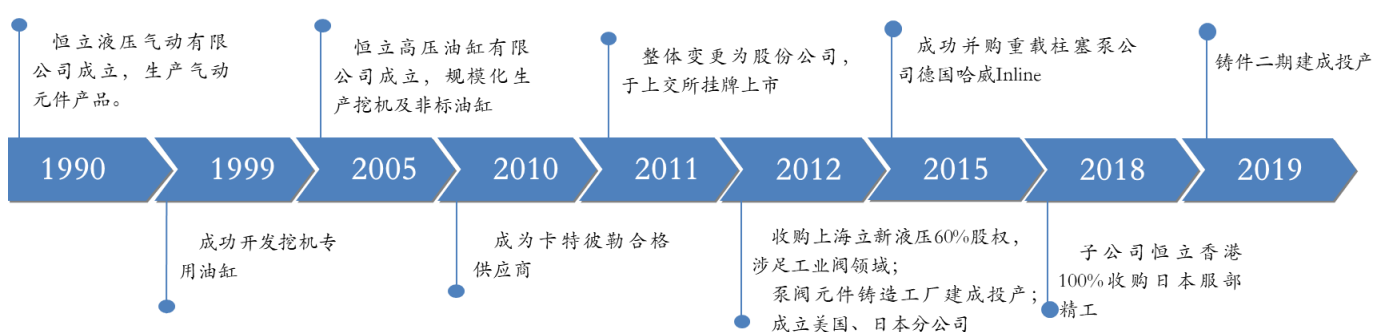 恒立液压气动有限
公司成立，生产气动
元件产品。
恒立高压油缸有限
公司成立，规模化生
产挖机及非标油缸
整体变更为股份公司，
于上交所挂牌上市
成功并购重载柱塞泵公
司德国哈威Inline
铸件二期建成投产
1990 1999 2005 2010 2011 2012 2015 2018 2019
成功开发挖机专
用油缸
成为卡特彼勒合格
供应商
收购上海立新液压60%股权，
涉足工业阀领域；
泵阀元件铸造工厂建成投产；
成立美国、日本分公司
子公司恒立香港
100%收购日本服部
精工